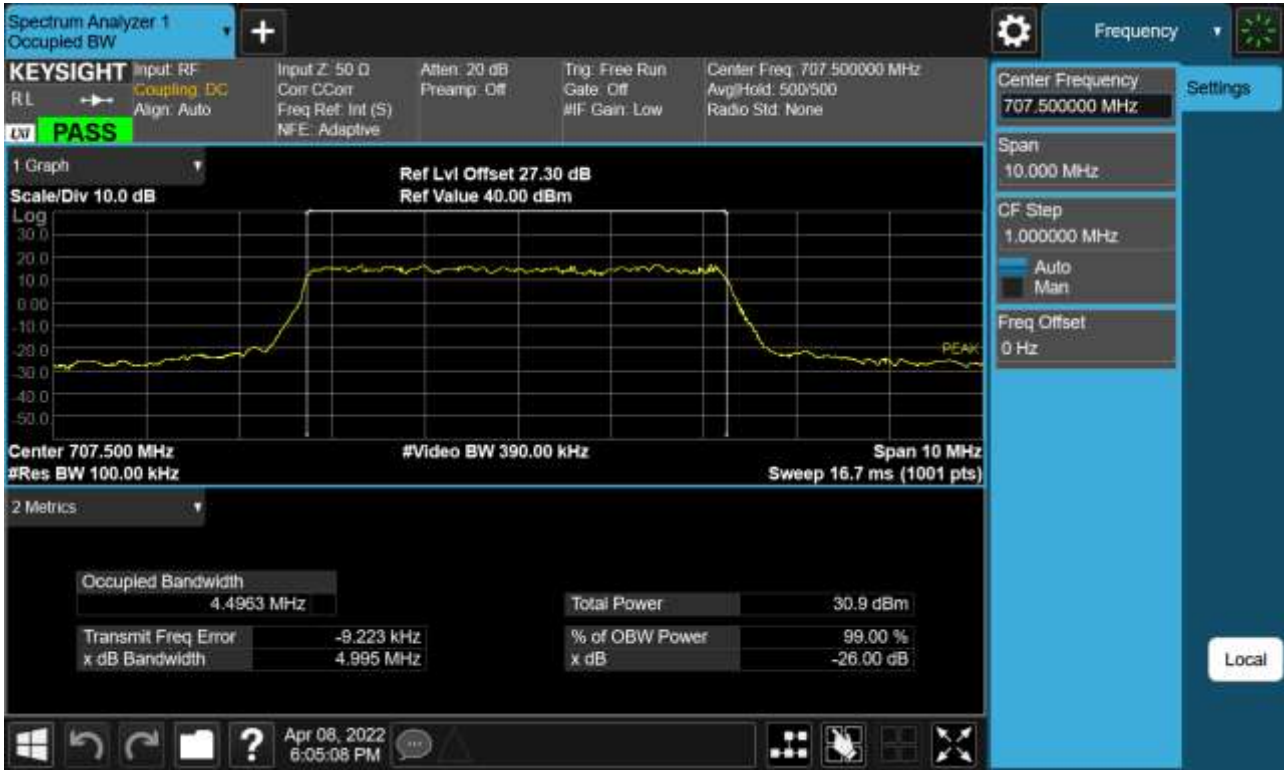 Spectrum Analyzer 1
Occupied BW
+
Frequency
KEYSIGHT
RL
LXI
PASS
Input: RF
Coupling: DC
Align: Auto
Input Z: 50 Ω
Corr CCorr
Freq Ref: Int (S)
NFE: Adaptive
Atten: 20 dB
Preamp: Off
Trig: Free Run
Gate: Off
#IF Gain: Low
Center Freq: 707.500000 MHz
Avg|Hold: 500/500
Radio Std: None
Center Frequency
707.500000 MHz
Settings
Span
10.000 MHz
CF Step
1.000000 MHz
Auto
Man
Freq Offset
0 Hz
Local
1 Graph
Scale/Div 10.0 dB
Ref Lvl Offset 27.30 dB
Ref Value 40.00 dBm
Log
30.0
20.0
10.0
0.00
-10.0
-20.0
-30.0
-40.0
-50.0
PEAK
Center 707.500 MHz
#Video BW 390.00 kHz
Span 10 MHz
#Res BW 100.00 kHz
Sweep 16.7 ms (1001 pts)
2 Metrics
Occupied Bandwidth
4.4963 MHz
Total Power 30.9 dBm
Transmit Freq Error -9.223 kHz
% of OBW Power 99.00 %
x dB Bandwidth 4.995 MHz
x dB -26.00 dB
?
Apr 08, 2022
6:05:08 PM